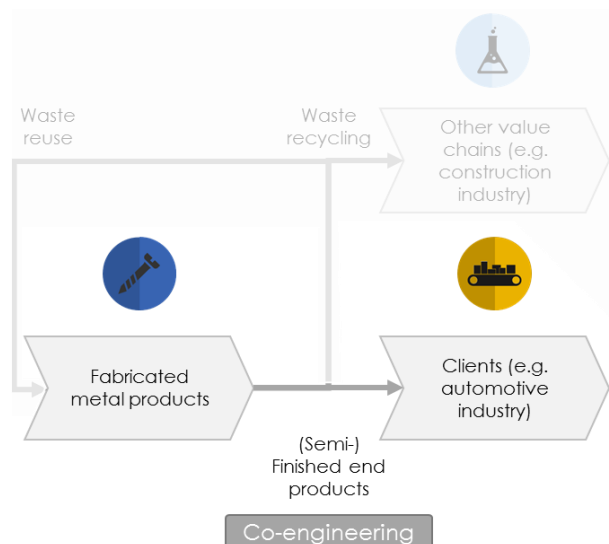 Waste
reuse
Waste
recycling
Other value
chains (e.g.
construction
industry)
Fabricated
metal products
Clients (e.g.
automotive
industry)
(Semi-)
Finished end
products
Co-engineering